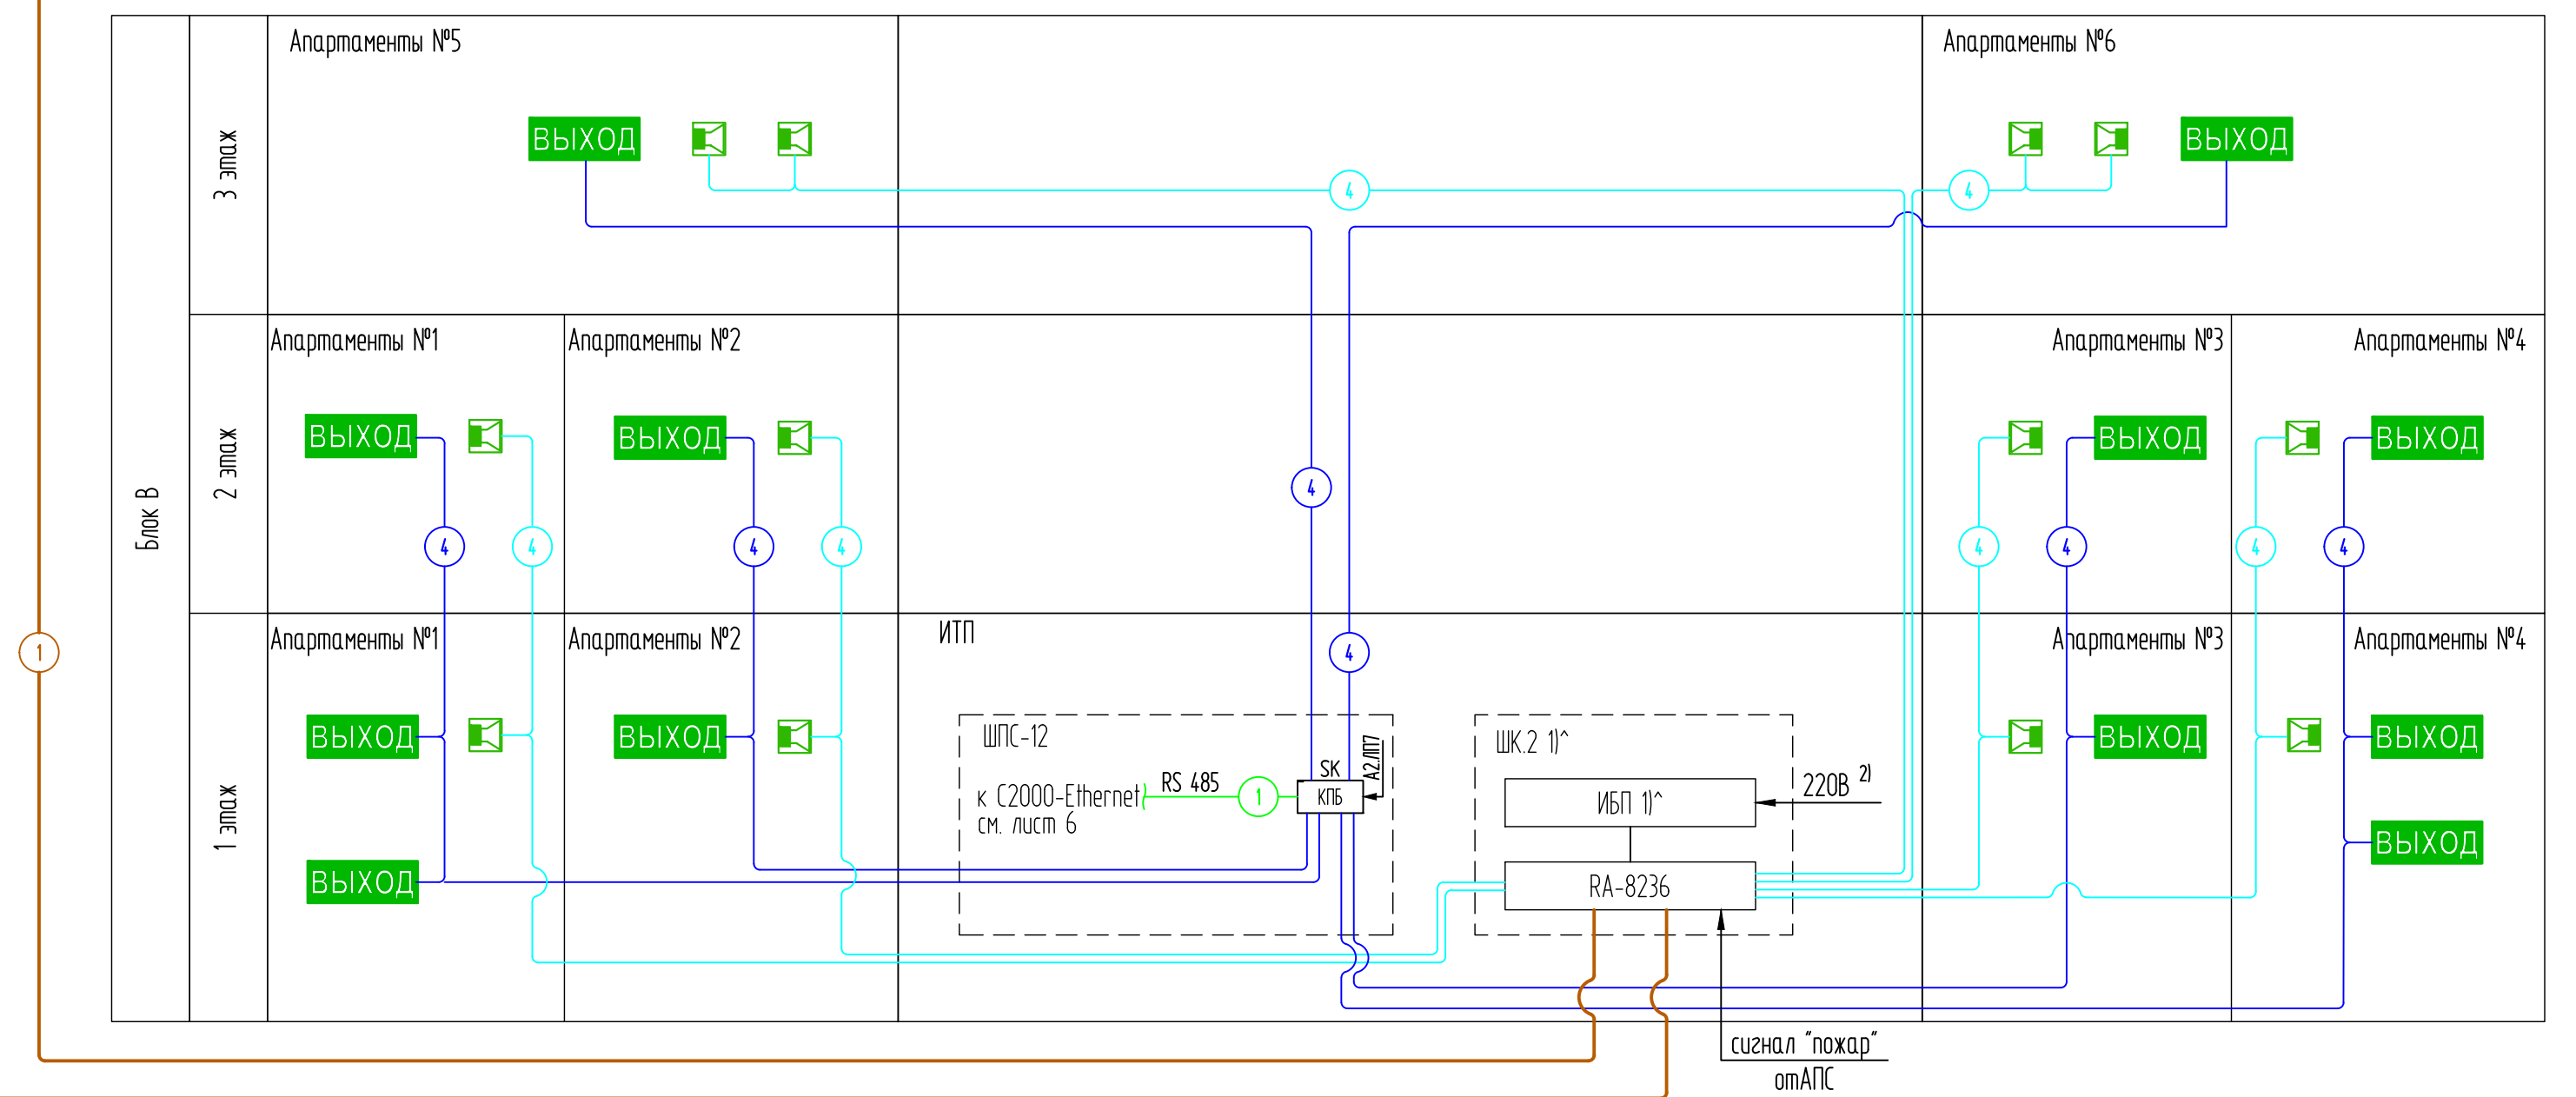 Апартаменты №5
Апартаменты №6
ВЫХОД
ВЫХОД
3 этаж
4
4
Апартаменты №1
Апартаменты №2
Апартаменты №3
Апартаменты №4
ВЫХОД
ВЫХОД
ВЫХОД
ВЫХОД
2 этаж
4
Блок В
4
4
4
4
4
4
4
4
Апартаменты №1
Апартаменты №2
ИТП
Апартаменты №3
Апартаменты №4
1
4
ВЫХОД
ВЫХОД
ШПС-12
ШК.2 1)^
ВЫХОД
ВЫХОД
SK
А2.ЛП7
RS 485
к С2000-Ethernet
1
КПБ
см. лист 6
ИБП 1)^
220В 2)
1 этаж
ВЫХОД
ВЫХОД
RA-8236
сигнал "пожар"
отАПС